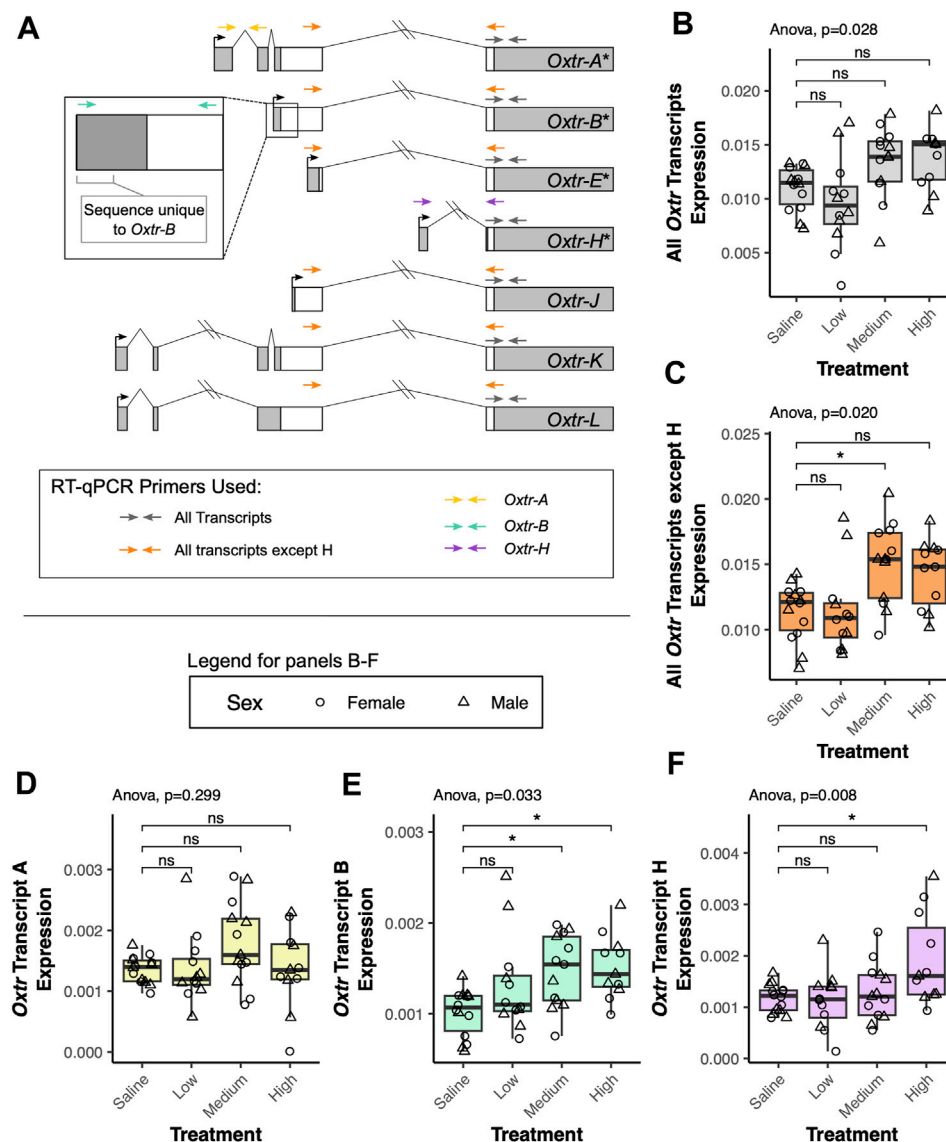 A
Oxtr-A*
Oxtr-B*
Sequence unique
to Oxtr-B
Oxtr-E*
Oxtr-H*
Oxtr-J
Oxtr-K
Oxtr-L
RT-qPCR Primers Used:
All Transcripts
All transcripts except H
Oxtr-A
Oxtr-B
Oxtr-H
Legend for panels B-F
Sex
Female
Male
B
Anova, p=0.028
ns
ns
ns
0.020
0.015
0.010
0.005
All Oxtr Transcripts
Expression
Saline
Low
Medium
High
Treatment
C
Anova, p=0.020
ns
*
ns
0.025
0.020
0.015
0.010
All Oxtr Transcripts except H
Expression
Saline
Low
Medium
High
Treatment
D
Anova, p=0.299
ns
ns
ns
0.003
0.002
0.001
0.000
Oxtr Transcript A
Expression
Saline
Low
Medium
High
Treatment
E
Anova, p=0.033
*
*
ns
0.003
0.002
0.001
Oxtr Transcript B
Expression
Saline
Low
Medium
High
Treatment
F
Anova, p=0.008
*
ns
ns
0.004
0.003
0.002
0.001
0.000
Oxtr Transcript H
Expression
Saline
Low
Medium
High
Treatment